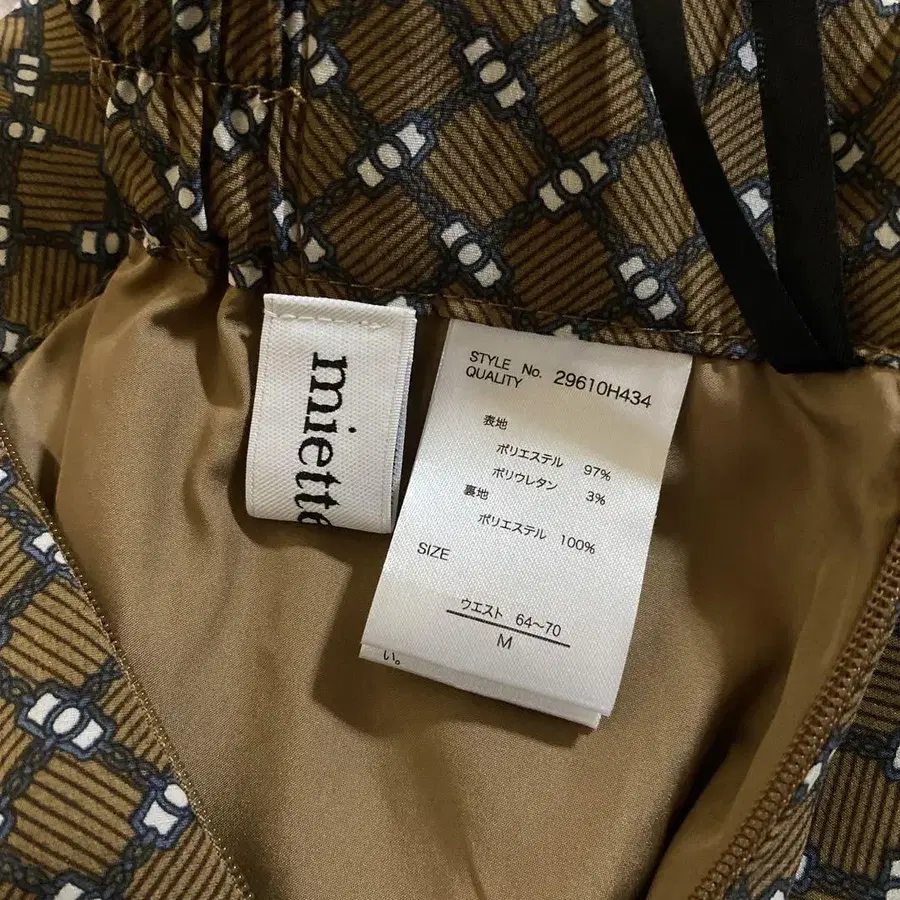 miette
STYLE No. 29610H434
QUALITY
表地
ポリエステル 97%
ポリウレタン 3%
裏地
ポリエステル 100%
SIZE
ウエスト 64~70
M
い。